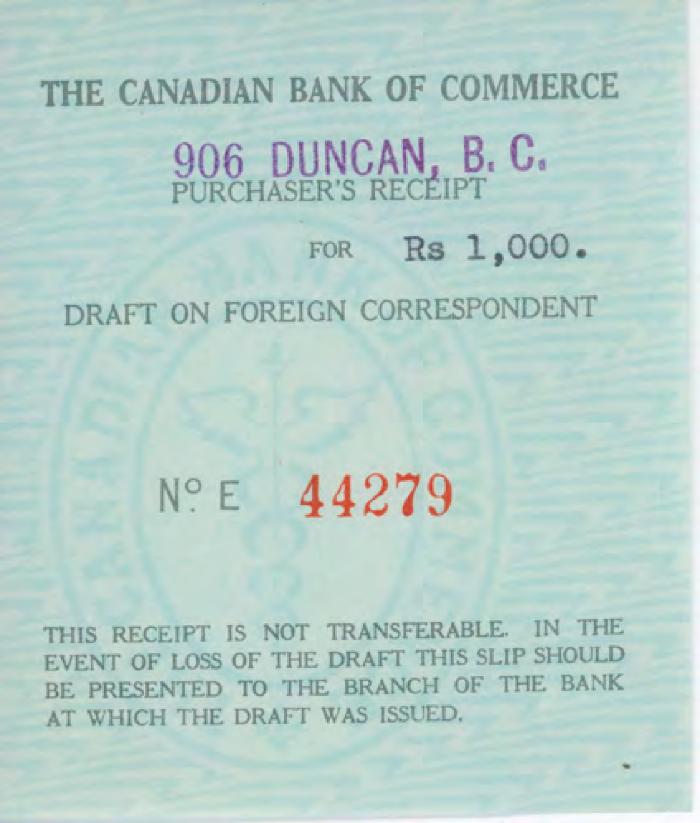 THE CANADIAN BANK OF COMMERCE
906 DUNCAN, B. C.
PURCHASER'S RECEIPT
FOR Rs 1,000.
DRAFT ON FOREIGN CORRESPONDENT
Nº. E 44279
THIS RECEIPT IS NOT TRANSFERABLE. IN THE
EVENT OF LOSS OF THE DRAFT THIS SLIP SHOULD
BE PRESENTED TO THE BRANCH OF THE BANK
AT WHICH THE DRAFT WAS ISSUED.